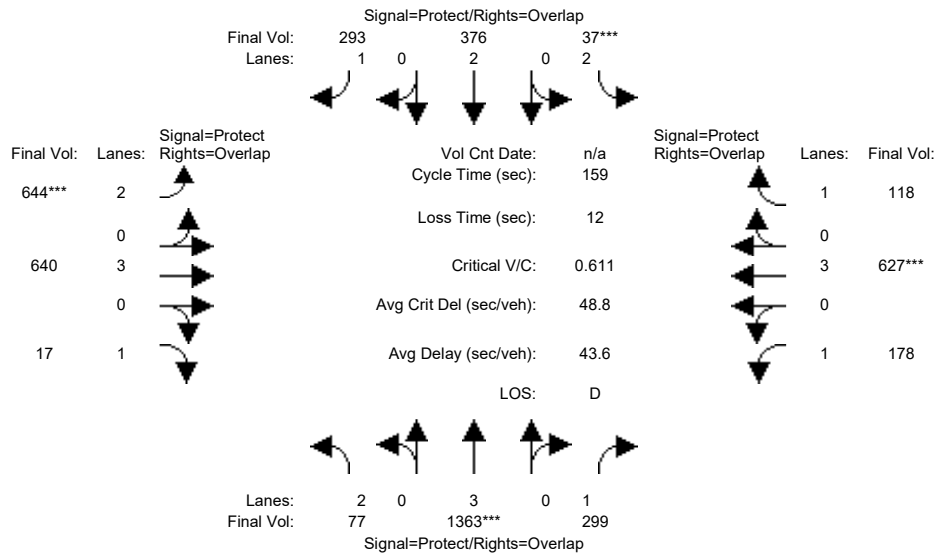 Signal=Protect/Rights=Overlap
Final Vol: 293 376 37***
Lanes: 1 0 2 0 2
Signal=Protect
Final Vol: Lanes: Rights=Overlap
Vol Cnt Date: n/a
Signal=Protect
Rights=Overlap Lanes: Final Vol:
Cycle Time (sec): 159
644*** 2
1 118
Loss Time (sec): 12
0
0
640 3
Critical V/C: 0.611
3 627***
0
Avg Crit Del (sec/veh): 48.8
0
17 1
Avg Delay (sec/veh): 43.6
1 178
LOS: D
Lanes: 2 0 3 0 1
Final Vol: 77 1363*** 299
Signal=Protect/Rights=Overlap